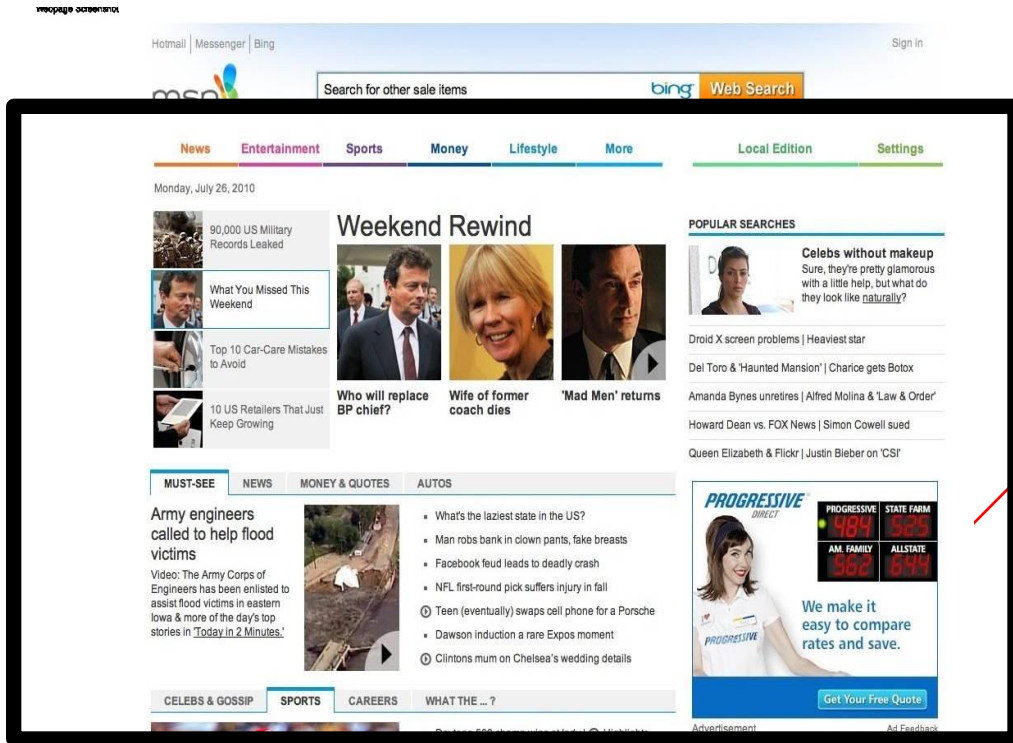 Webpage Screenshot
Hotmail | Messenger | Bing
Sign in
msn
Search for other sale items
bing
Web Search
News
Entertainment
Sports
Money
Lifestyle
More
Local Edition
Settings
Monday, July 26, 2010
90,000 US Military
Records Leaked
What You Missed This
Weekend
Top 10 Car-Care Mistakes
to Avoid
10 US Retailers That Just
Keep Growing
Weekend Rewind
Who will replace
BP chief?
Wife of former
coach dies
'Mad Men' returns
POPULAR SEARCHES
Celebs without makeup
Sure, they're pretty glamorous
with a little help, but what do
they look like naturally?
Droid X screen problems | Heaviest star
Del Toro & 'Haunted Mansion' | Charice gets Botox
Amanda Bynes unretires | Alfred Molina & 'Law & Order'
Howard Dean vs. FOX News | Simon Cowell sued
Queen Elizabeth & Flickr | Justin Bieber on 'CSI'
MUST-SEE
NEWS
MONEY & QUOTES
AUTOS
Army engineers
called to help flood
victims
Video: The Army Corps of
Engineers has been enlisted to
assist flood victims in eastern
Iowa & more of the day's top
stories in 'Today in 2 Minutes.'
What's the laziest state in the US?
Man robs bank in clown pants, fake breasts
Facebook feud leads to deadly crash
NFL first-round pick suffers injury in fall
Teen (eventually) swaps cell phone for a Porsche
Dawson induction a rare Expos moment
Clintons mum on Chelsea's wedding details
PROGRESSIVE
DIRECT
PROGRESSIVE
484
STATE FARM
525
AM. FAMILY
562
ALLSTATE
644
PROGRESSIVE
We make it
easy to compare
rates and save.
Get Your Free Quote
Advertisement
Ad Feedback
CELEBS & GOSSIP
SPORTS
CAREERS
WHAT THE ... ?